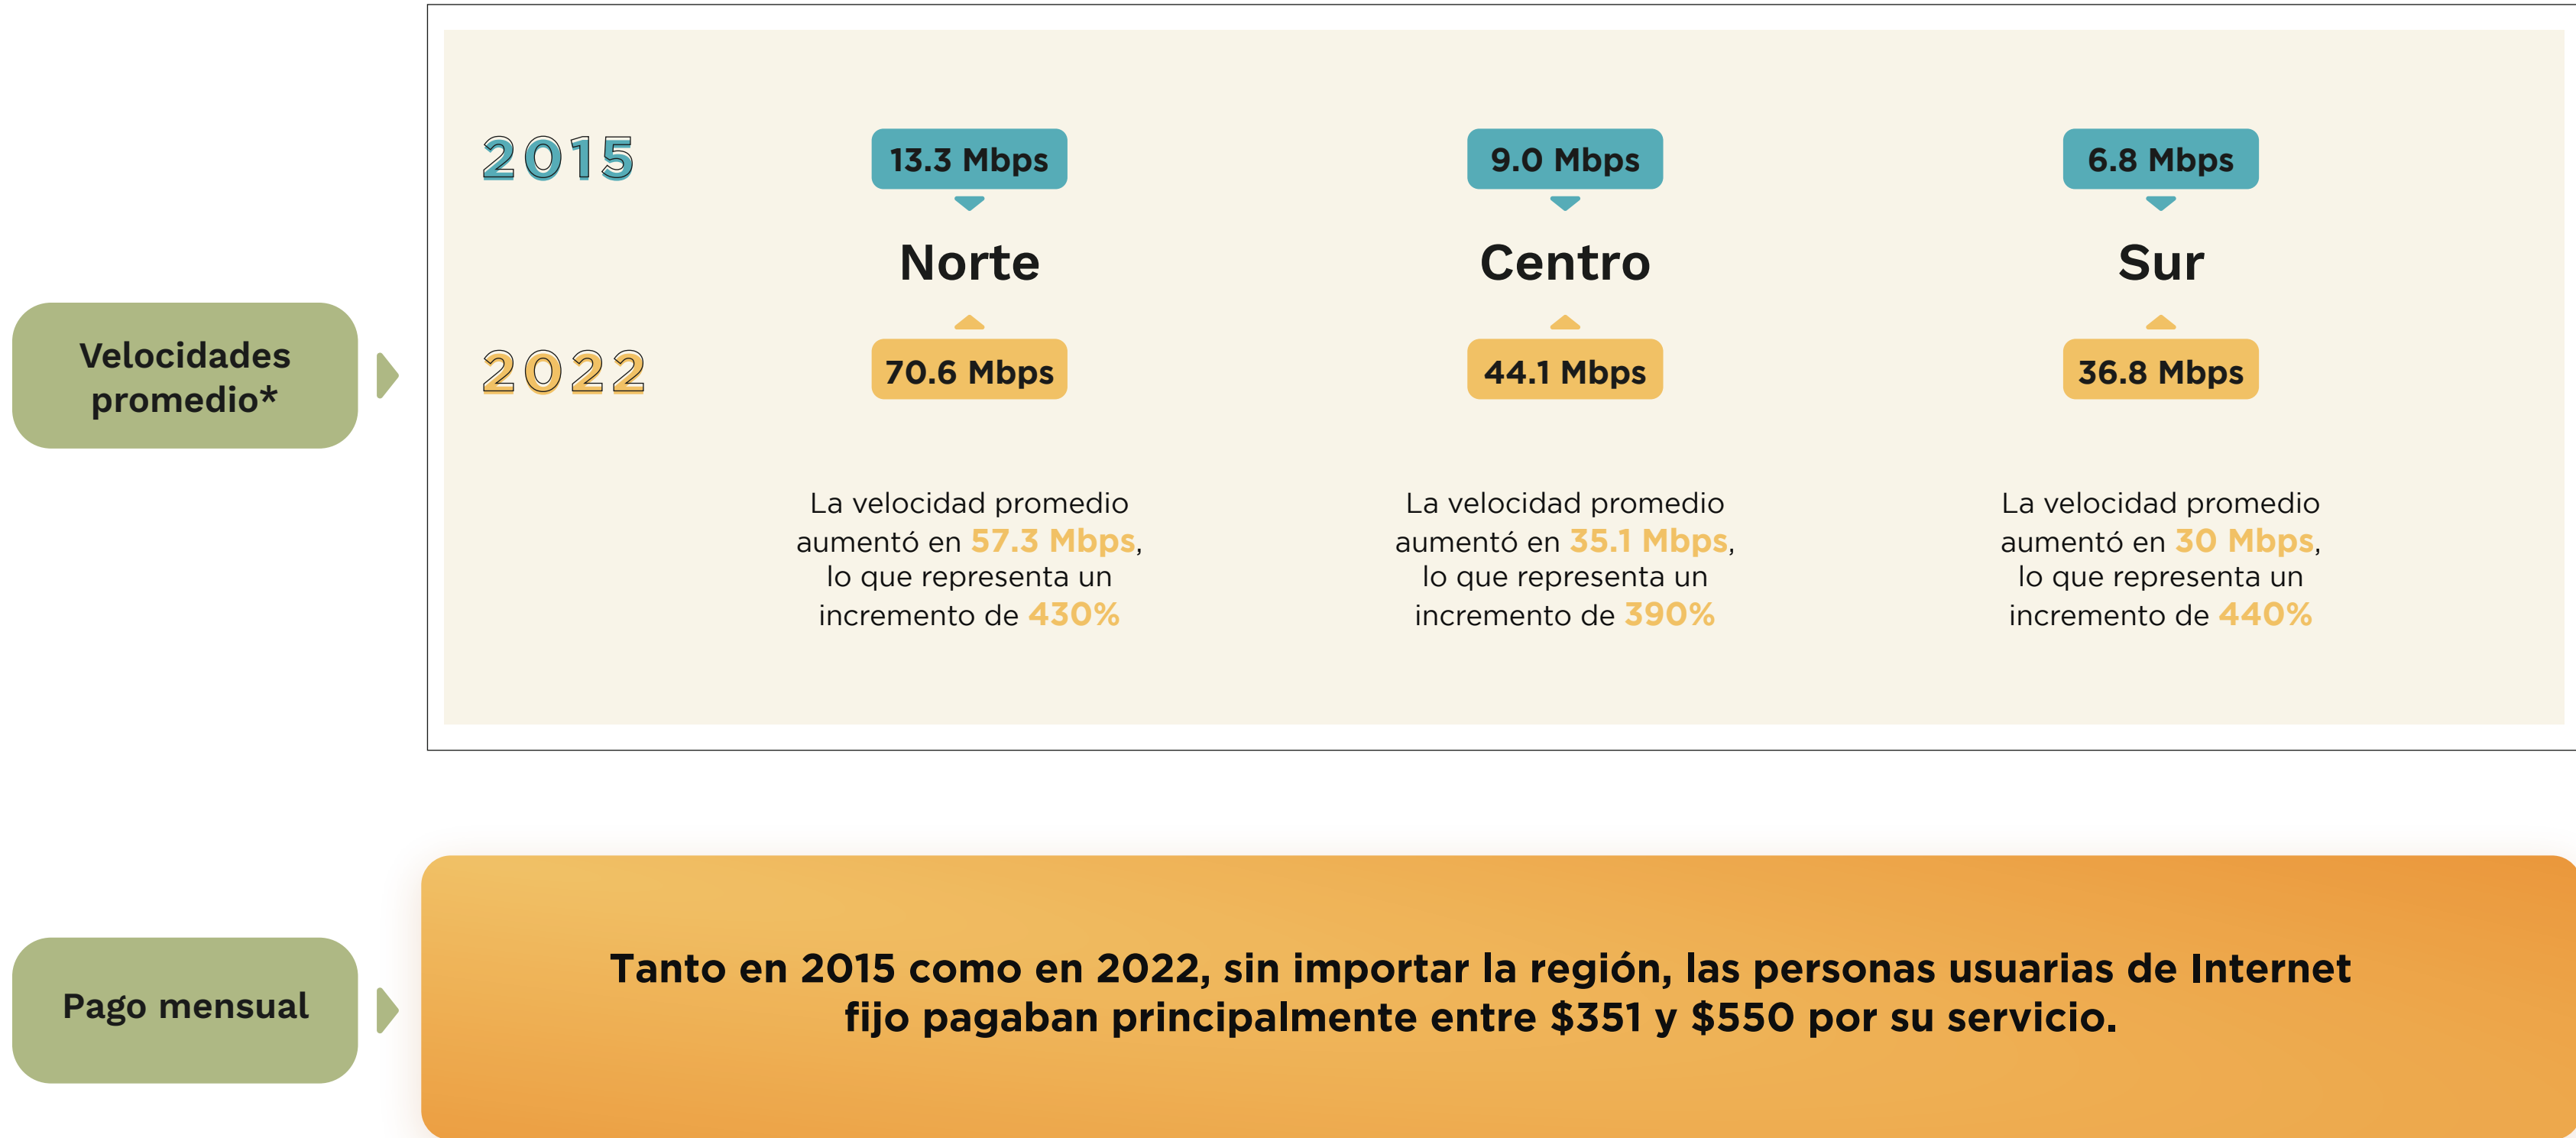 Velocidades
promedio*
2015
13.3 Mbps
9.0 Mbps
6.8 Mbps
Norte
Centro
Sur
2022
70.6 Mbps
44.1 Mbps
36.8 Mbps
La velocidad promedio
aumentó en 57.3 Mbps,
lo que representa un
incremento de 430%
La velocidad promedio
aumentó en 35.1 Mbps,
lo que representa un
incremento de 390%
La velocidad promedio
aumentó en 30 Mbps,
lo que representa un
incremento de 440%
Pago mensual
Tanto en 2015 como en 2022, sin importar la región, las personas usuarias de Internet
fijo pagaban principalmente entre $351 y $550 por su servicio.